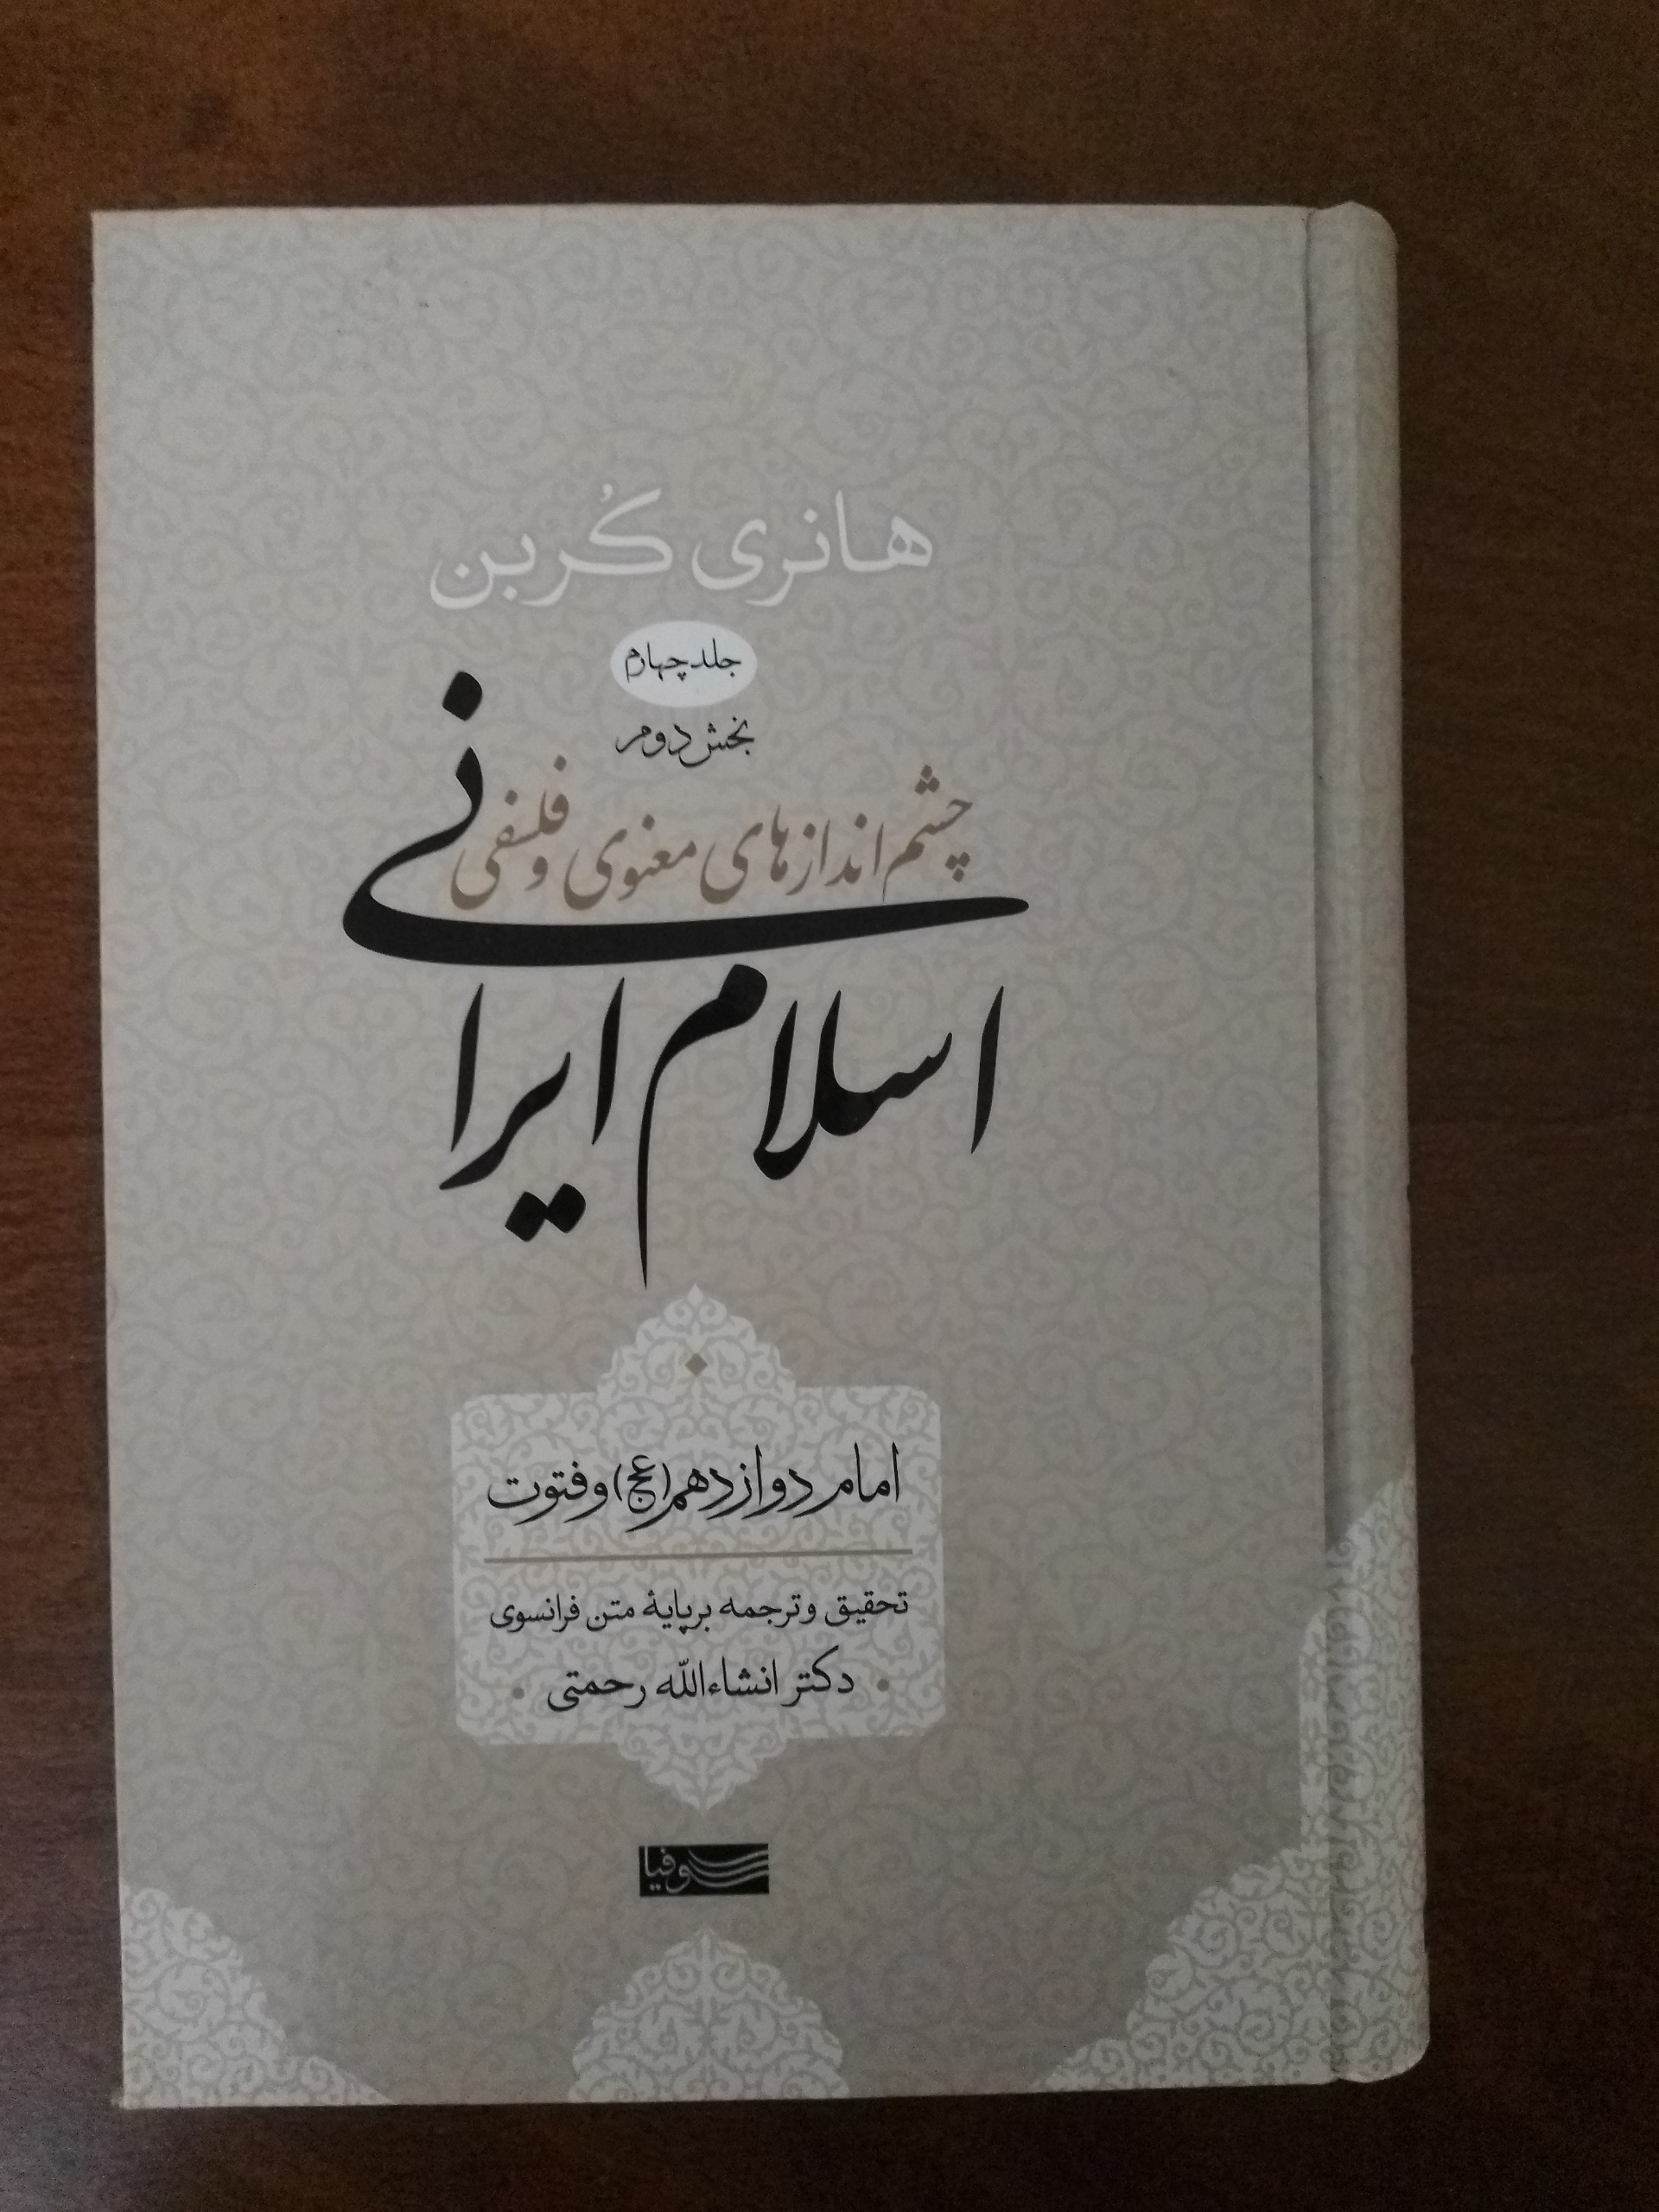 هانری کُربن
جلد چهارم
بخش دوم
چشم اندازهای معنوی و فلسفی
اسلام ایرانی
امام دوازدهم (عج) و فتوت
تحقیق و ترجمه بر پایهٔ متن فرانسوی
دکتر انشاءاللّه رحمتی
سوفیا